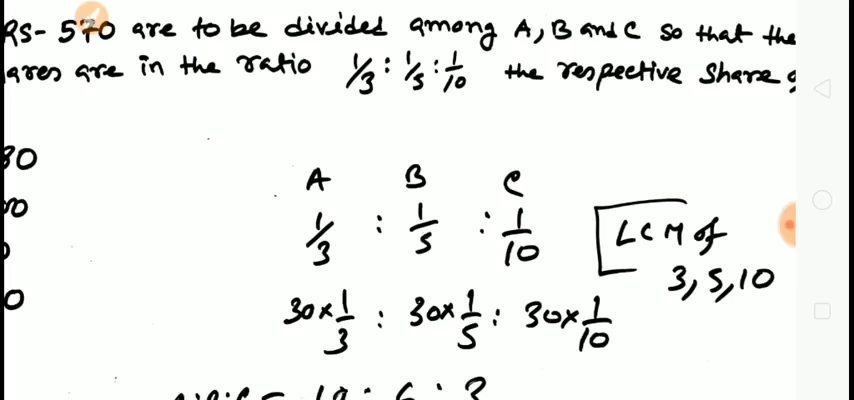 RS- 570 are to be divided among A, B and C so that the
ares are in the ratio 1/3 : 1/5 : 1/10 the respective Share
30
A B C
1/3 : 1/5 : 1/10
LCM of
3, 5, 10
0
30 × 1/3 : 30 × 1/5 : 30 × 1/10